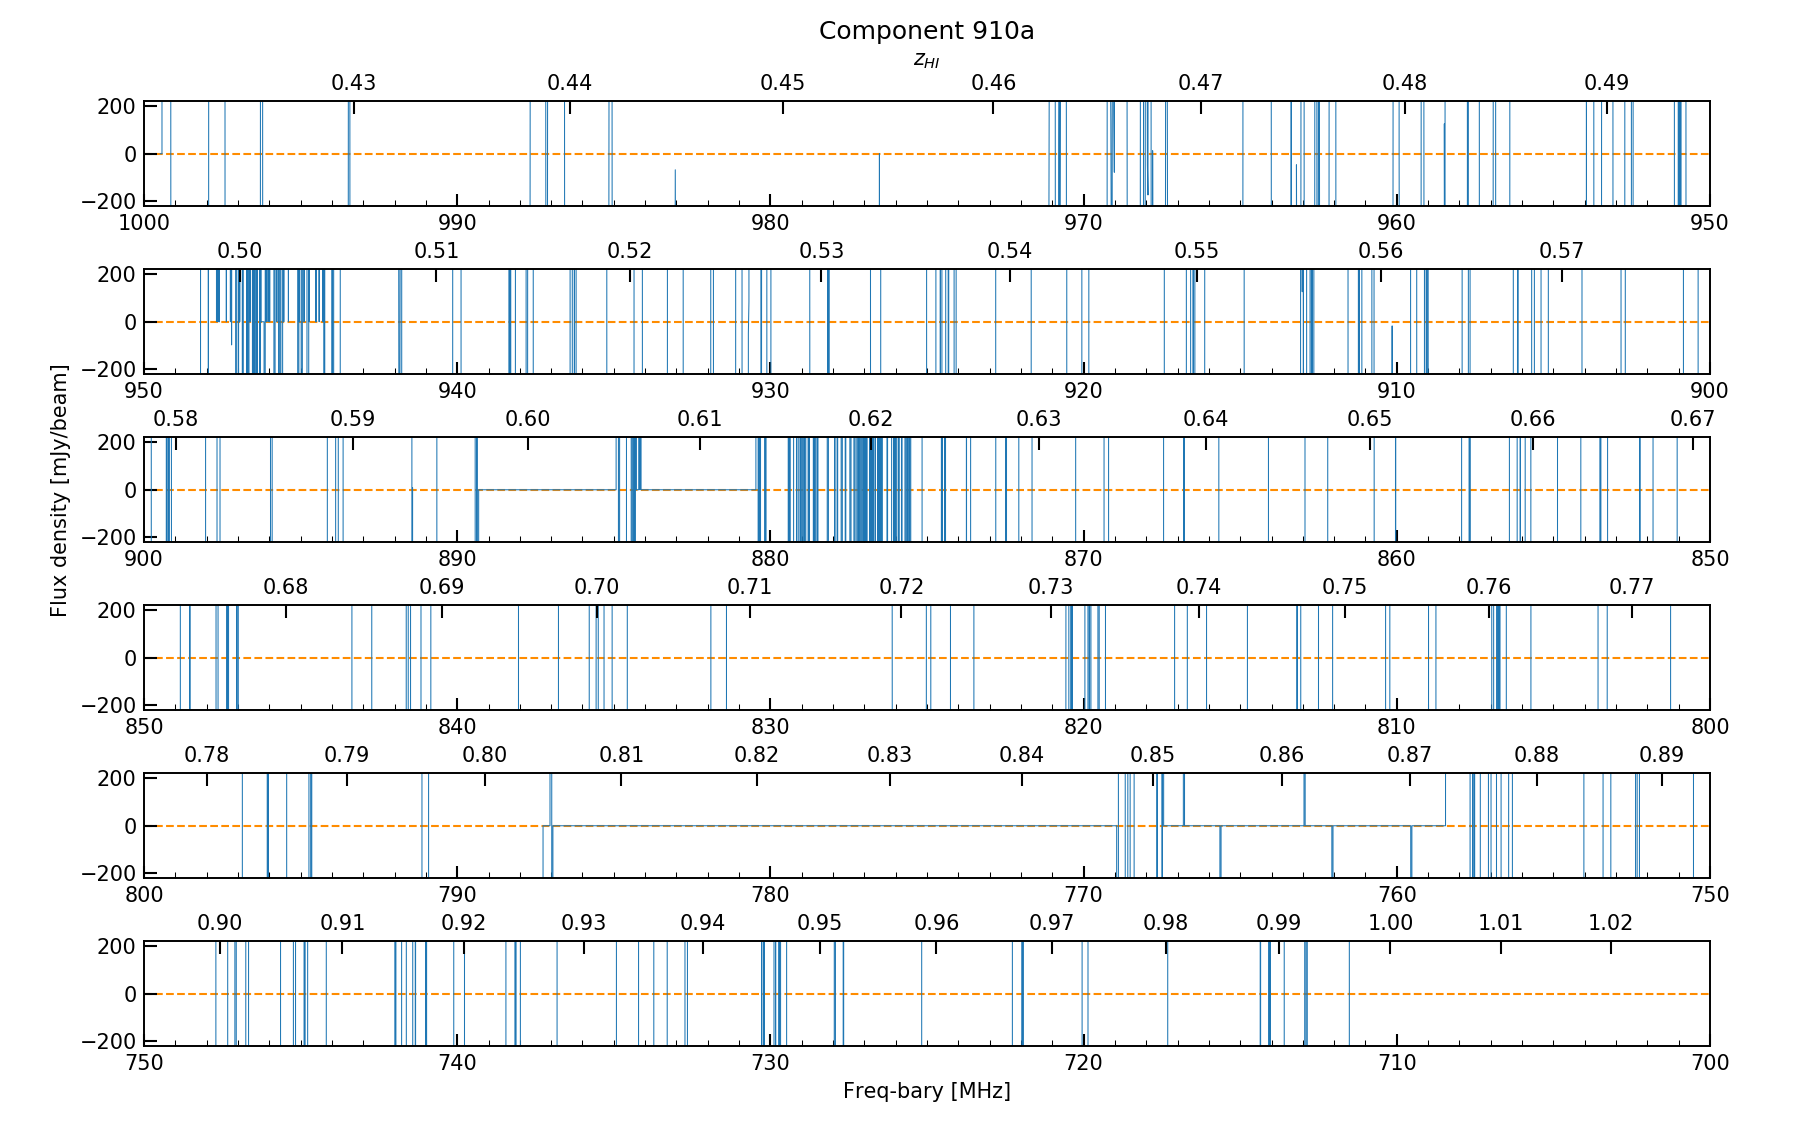 Component 910a
z_HI
0.43 0.44 0.45 0.46 0.47 0.48 0.49
200
0
−200
1000 990 980 970 960 950
0.50 0.51 0.52 0.53 0.54 0.55 0.56 0.57
200
0
−200
950 940 930 920 910 900
0.58 0.59 0.60 0.61 0.62 0.63 0.64 0.65 0.66 0.67
200
0
−200
900 890 880 870 860 850
Flux density [mJy/beam]
0.68 0.69 0.70 0.71 0.72 0.73 0.74 0.75 0.76 0.77
200
0
−200
850 840 830 820 810 800
0.78 0.79 0.80 0.81 0.82 0.83 0.84 0.85 0.86 0.87 0.88 0.89
200
0
−200
800 790 780 770 760 750
0.90 0.91 0.92 0.93 0.94 0.95 0.96 0.97 0.98 0.99 1.00 1.01 1.02
200
0
−200
750 740 730 720 710 700
Freq-bary [MHz]